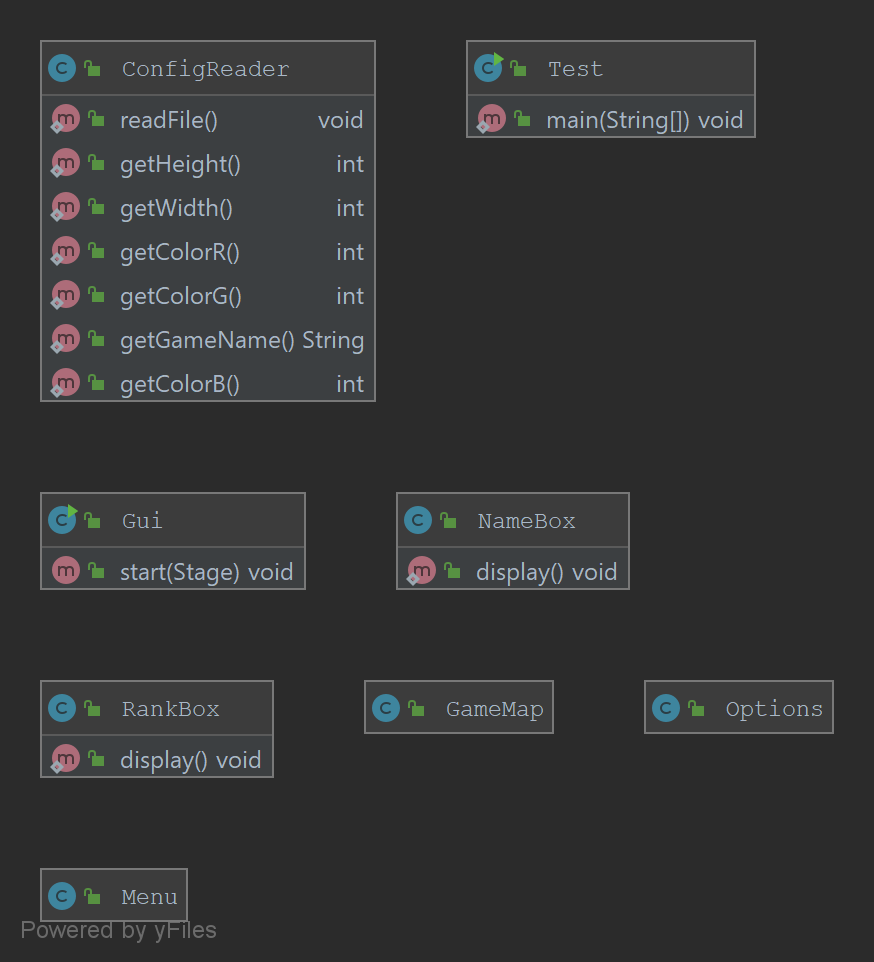 ConfigReader
readFile() void
getHeight() int
getWidth() int
getColorR() int
getColorG() int
getGameName() String
getColorB() int
Test
main(String[]) void
Gui
start(Stage) void
NameBox
display() void
RankBox
display() void
GameMap
Options
Menu
Powered by yFiles